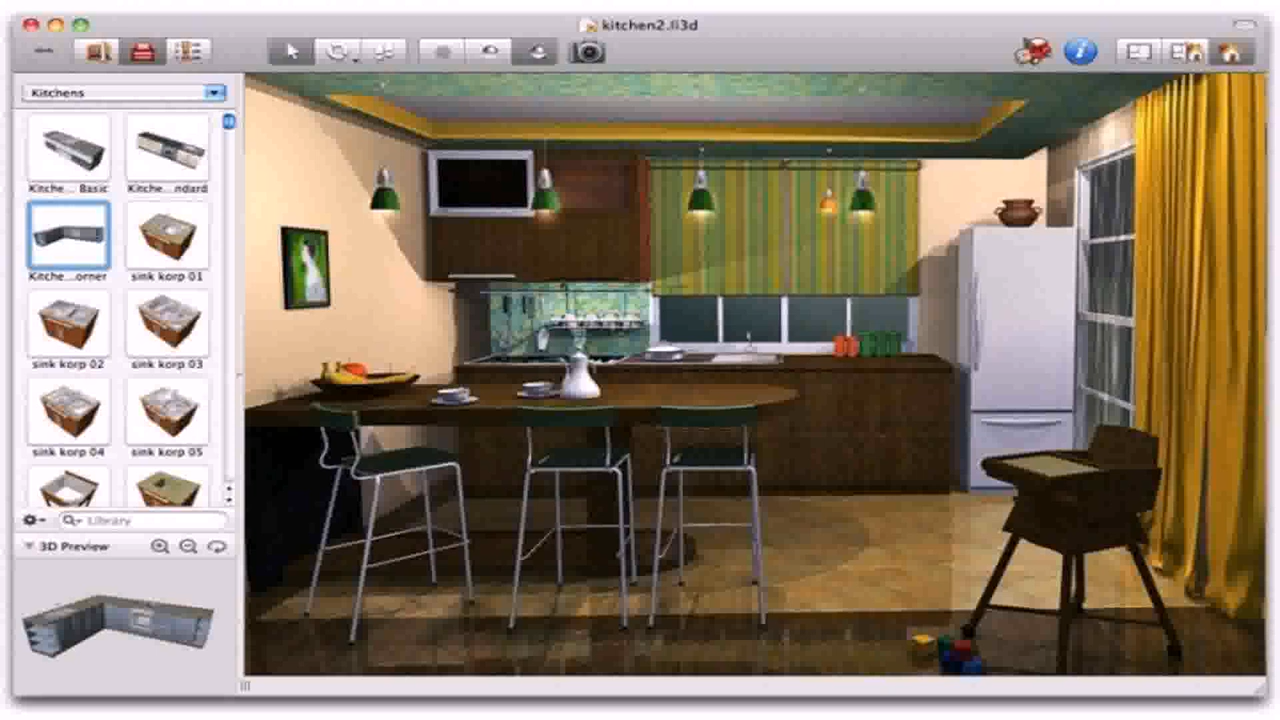 kitchen2.li3d
Kitchens
Kitche... Basic
Kitche...ndard
Kitche...orner
sink korp 01
sink korp 02
sink korp 03
sink korp 04
sink korp 05
Library
3D Preview